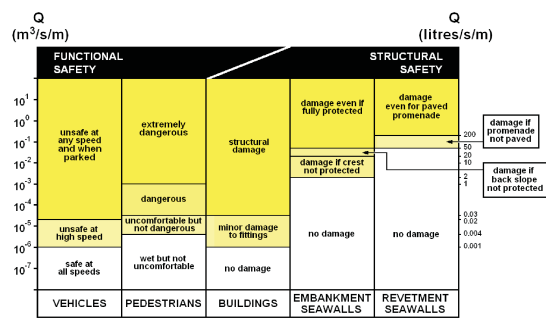 Q
(m³/s/m)
Q
(litres/s/m)
FUNCTIONAL
SAFETY
STRUCTURAL
SAFETY
10¹
10⁰
10⁻¹
10⁻²
10⁻³
10⁻⁴
10⁻⁵
10⁻⁶
10⁻⁷
unsafe at
any speed
and when
parked
unsafe at
high speed
safe at
all speeds
extremely
dangerous
dangerous
uncomfortable but
not dangerous
wet but not
uncomfortable
structural
damage
minor damage
to fittings
no damage
damage even if
fully protected
damage if crest
not protected
no damage
damage
even for paved
promenade
no damage
200
50
20
10
2
1
0.03
0.02
0.004
0.001
damage if
promenade
not paved
damage if
back slope
not protected
VEHICLES
PEDESTRIANS
BUILDINGS
EMBANKMENT
SEAWALLS
REVETMENT
SEAWALLS